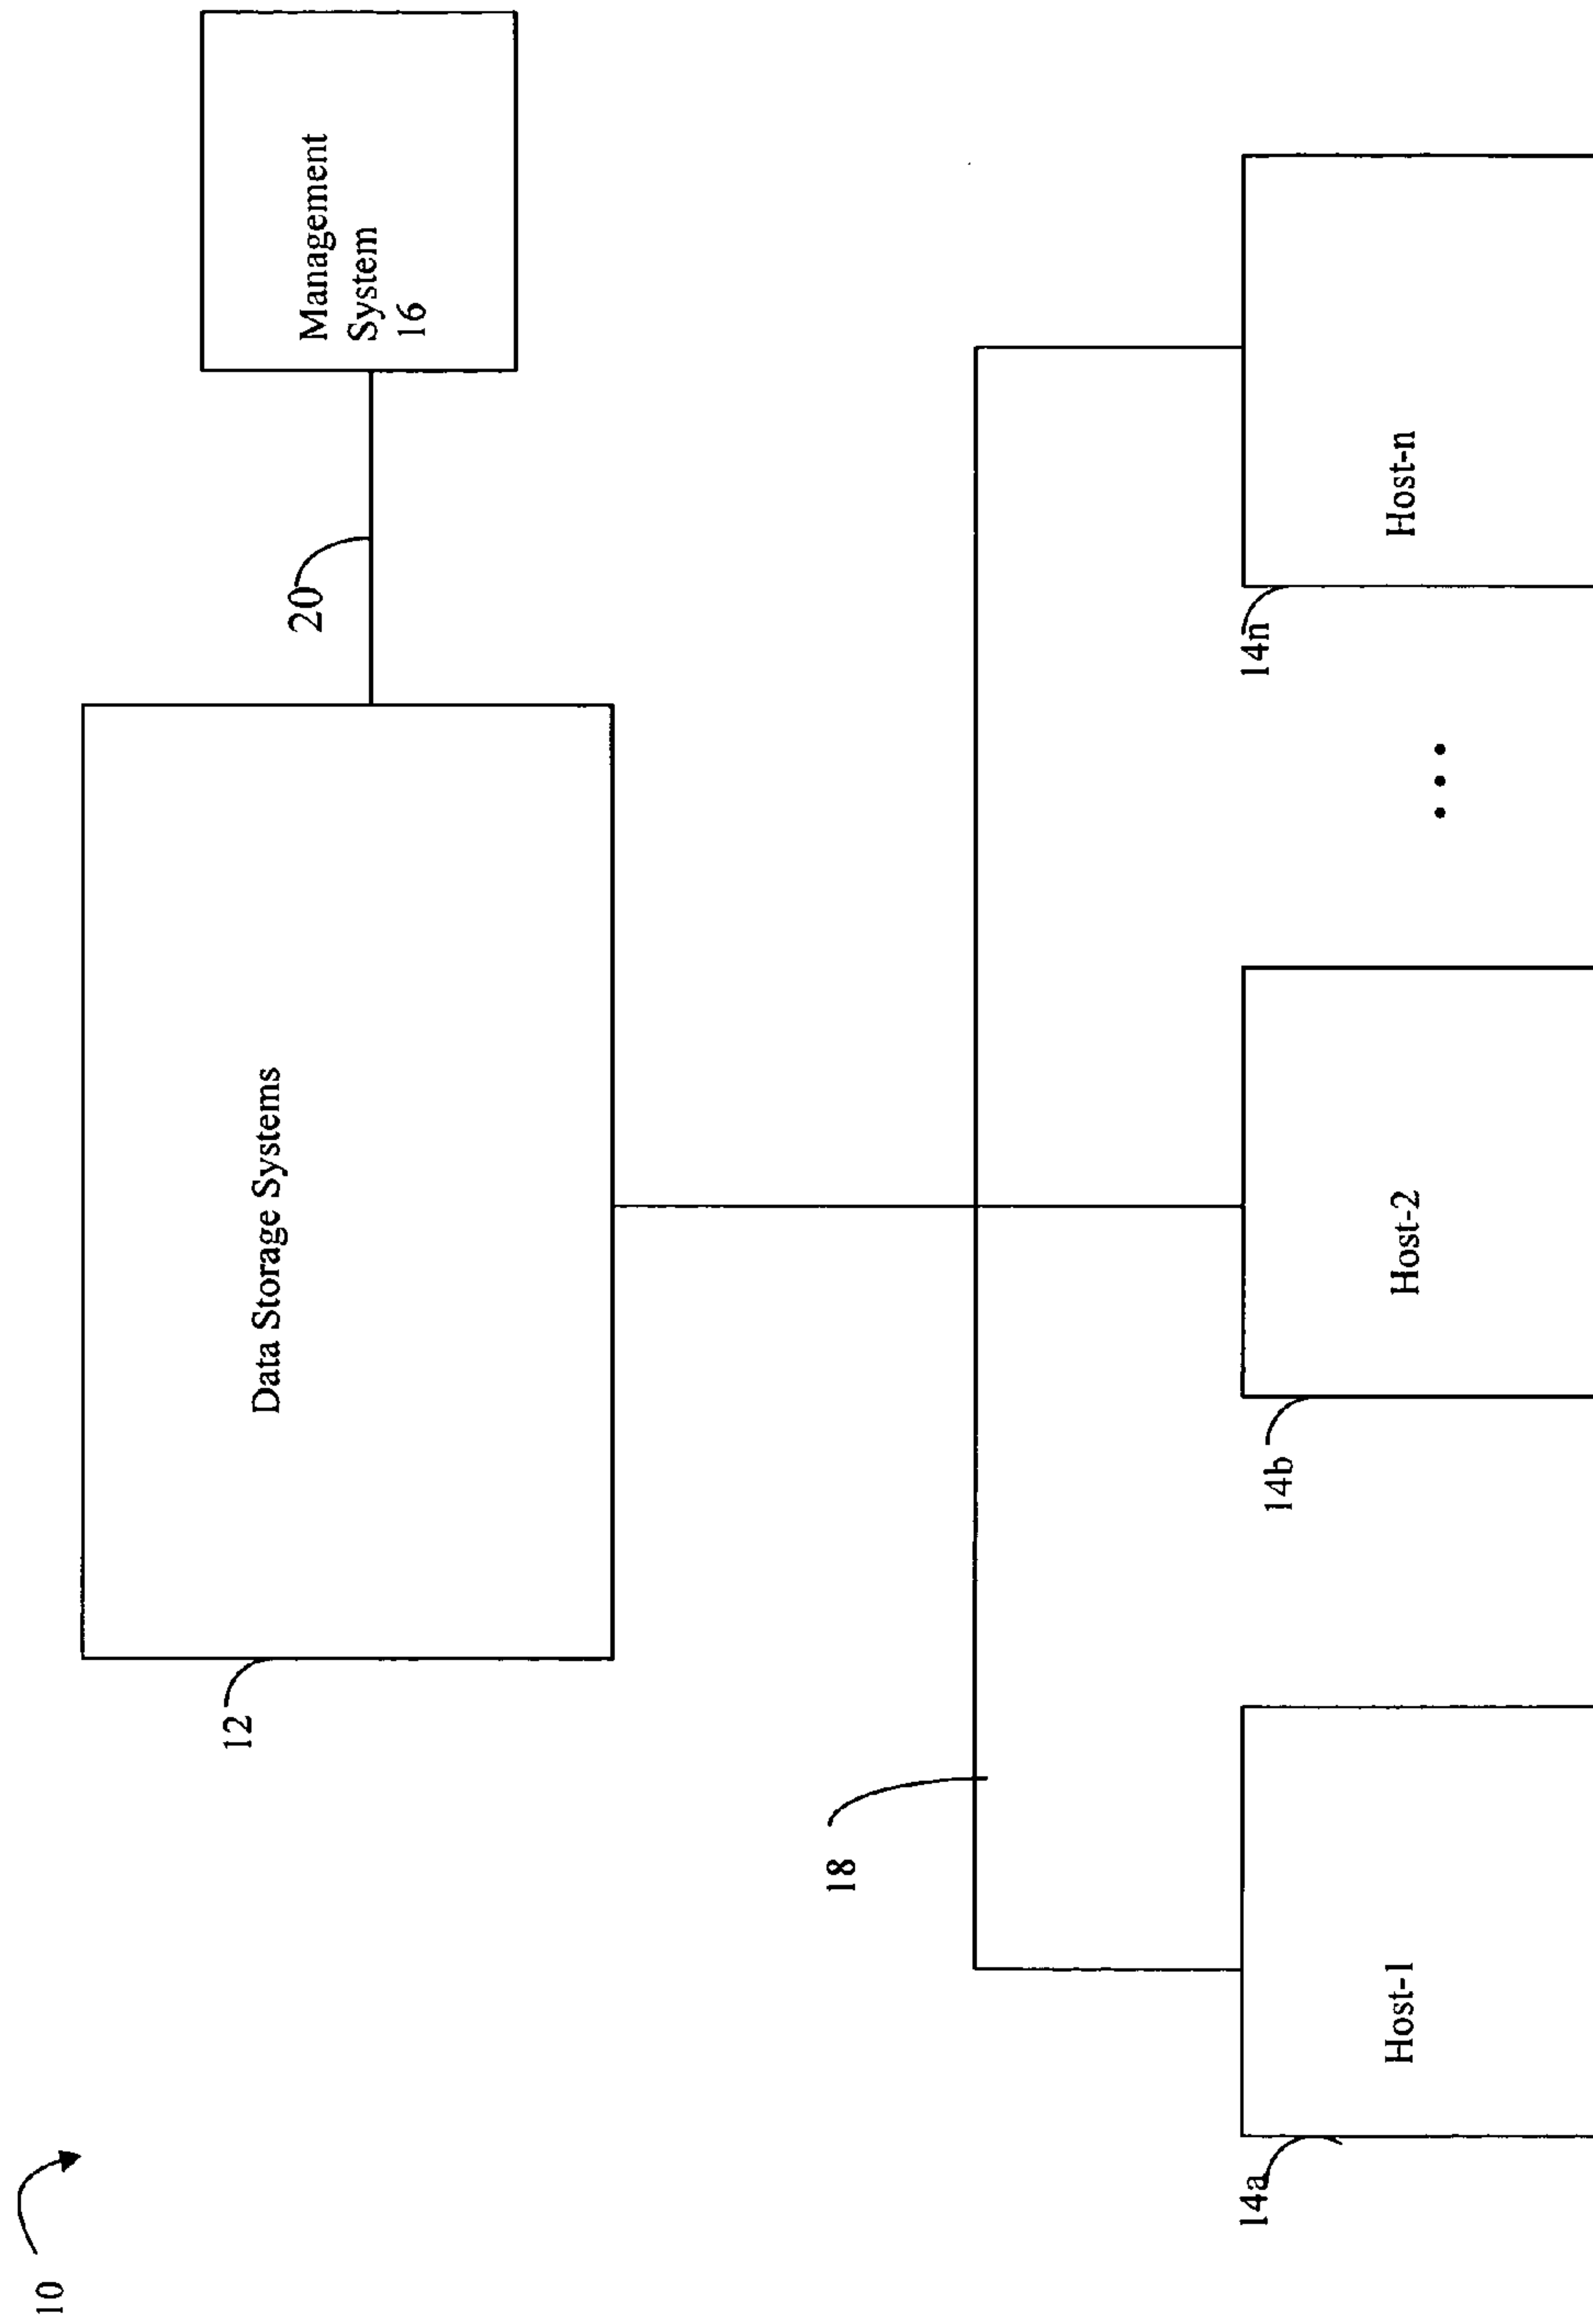 10
12
Data Storage Systems
20
Management
System
16
18
14a
Host-1
14b
Host-2
...
14n
Host-n